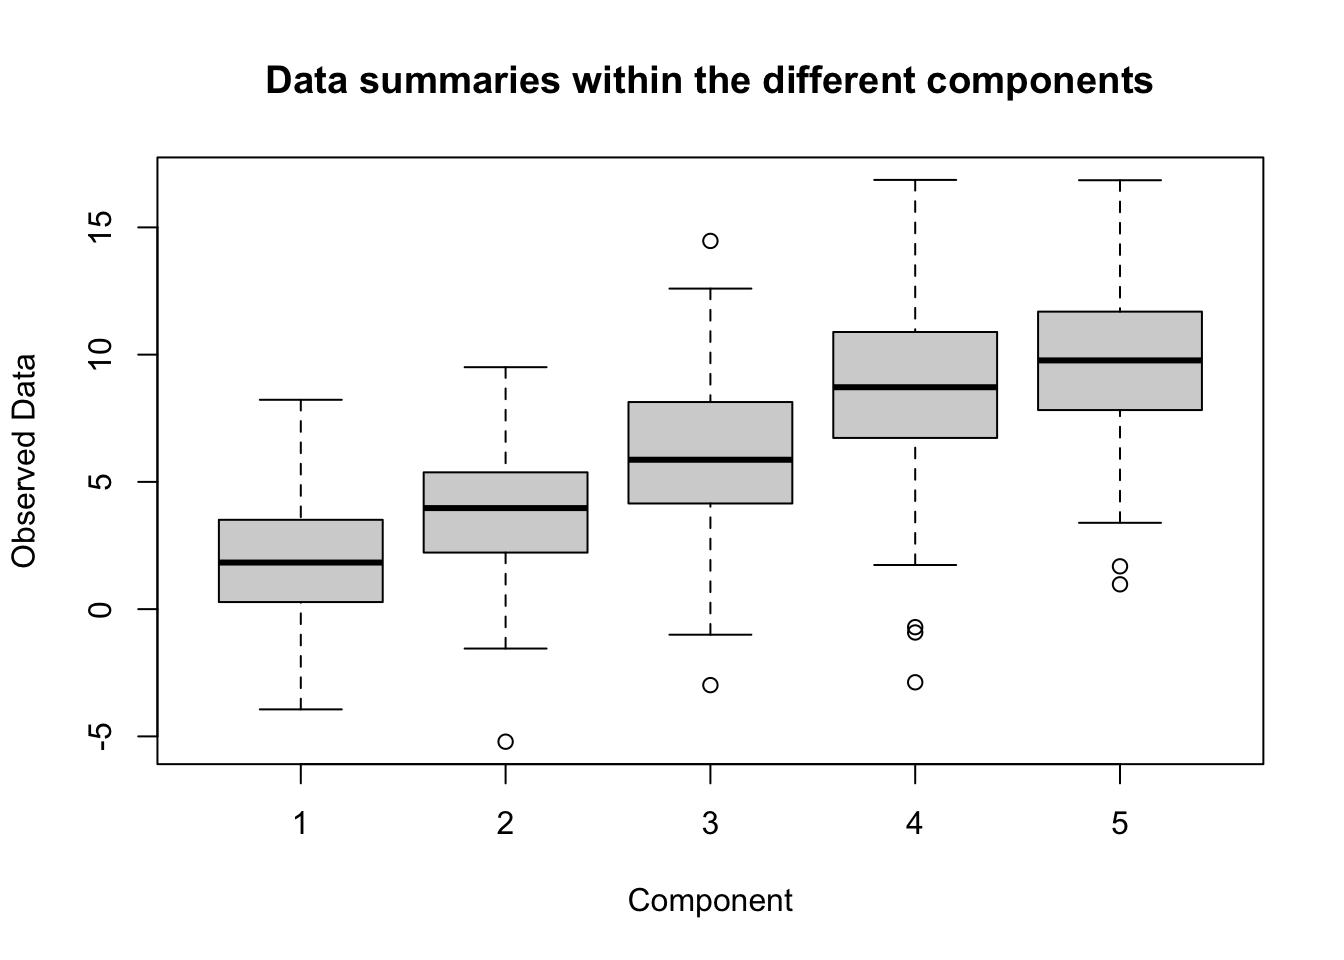 Data summaries within the different components
Observed Data
15
10
5
0
-5
1 2 3 4 5
Component